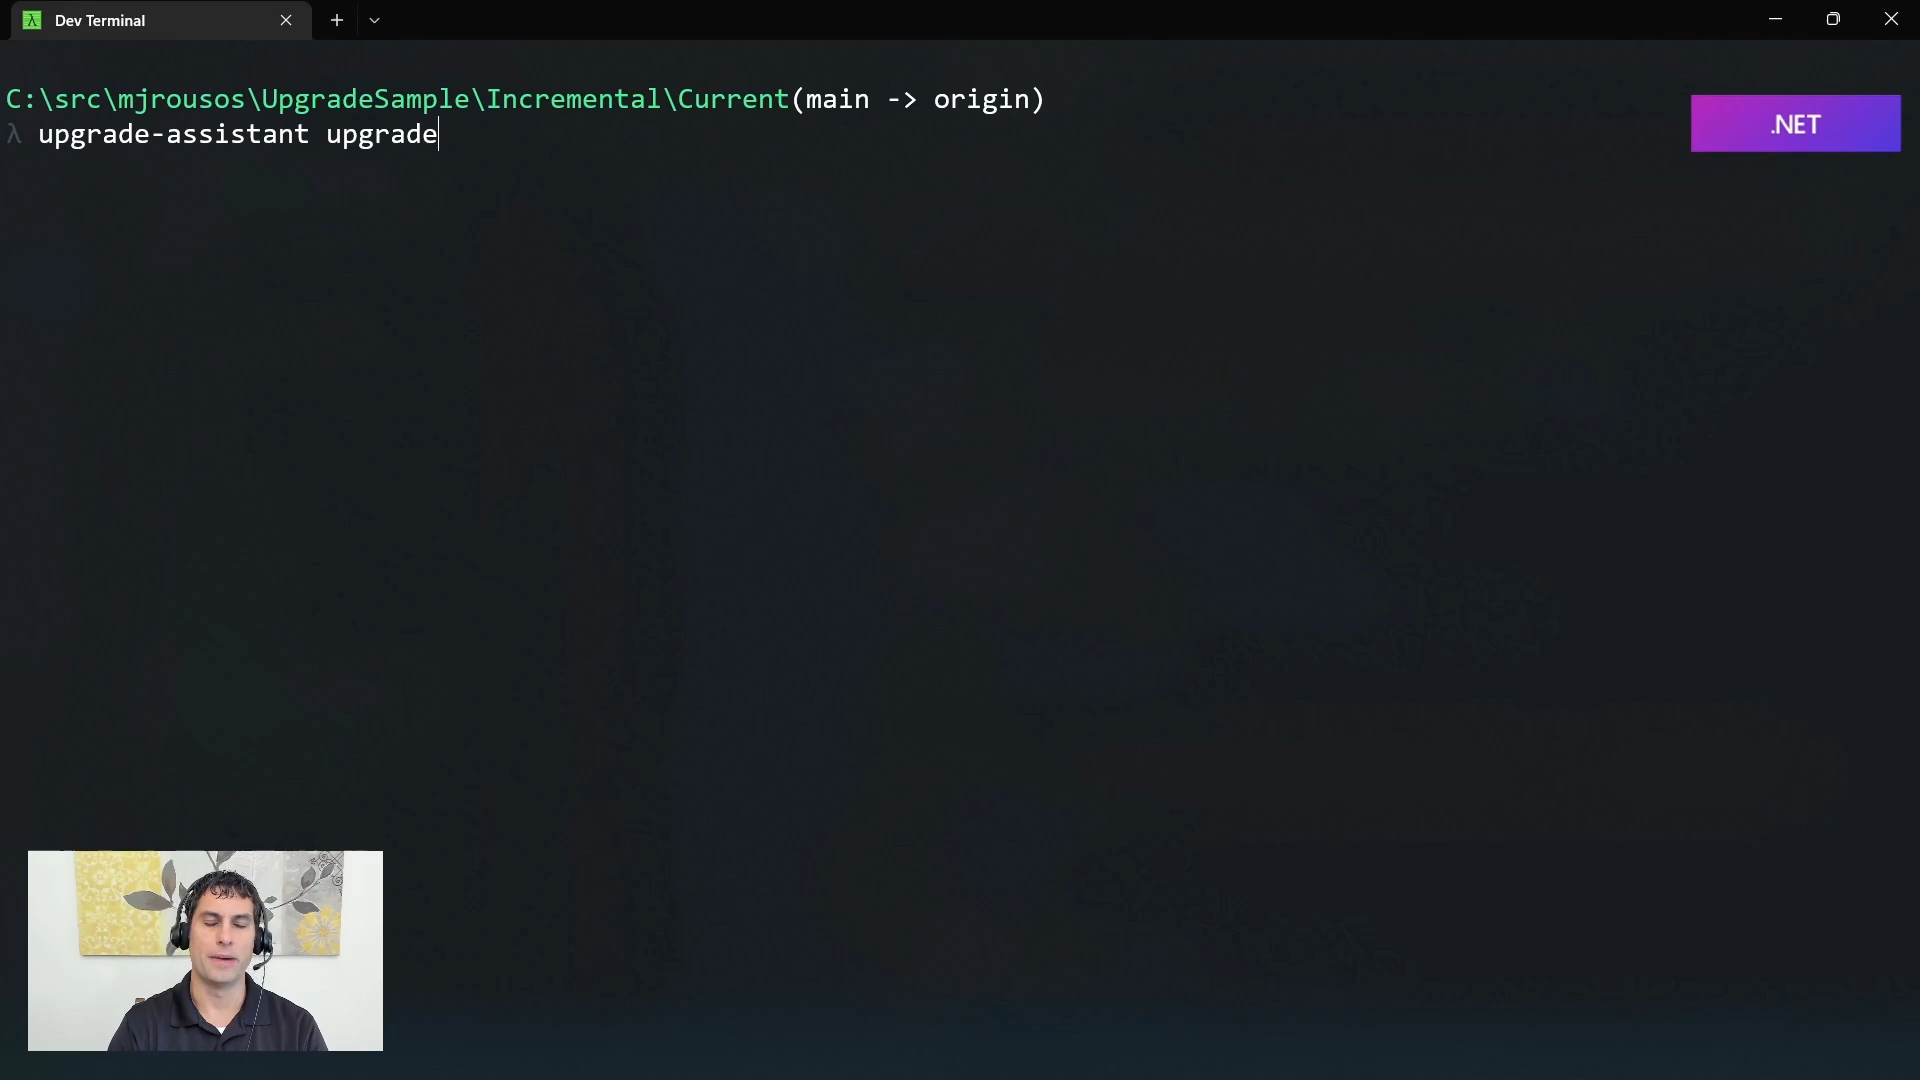 Dev Terminal
C:\src\mjrousos\UpgradeSample\Incremental\Current(main -> origin)
λ upgrade-assistant upgrade
.NET